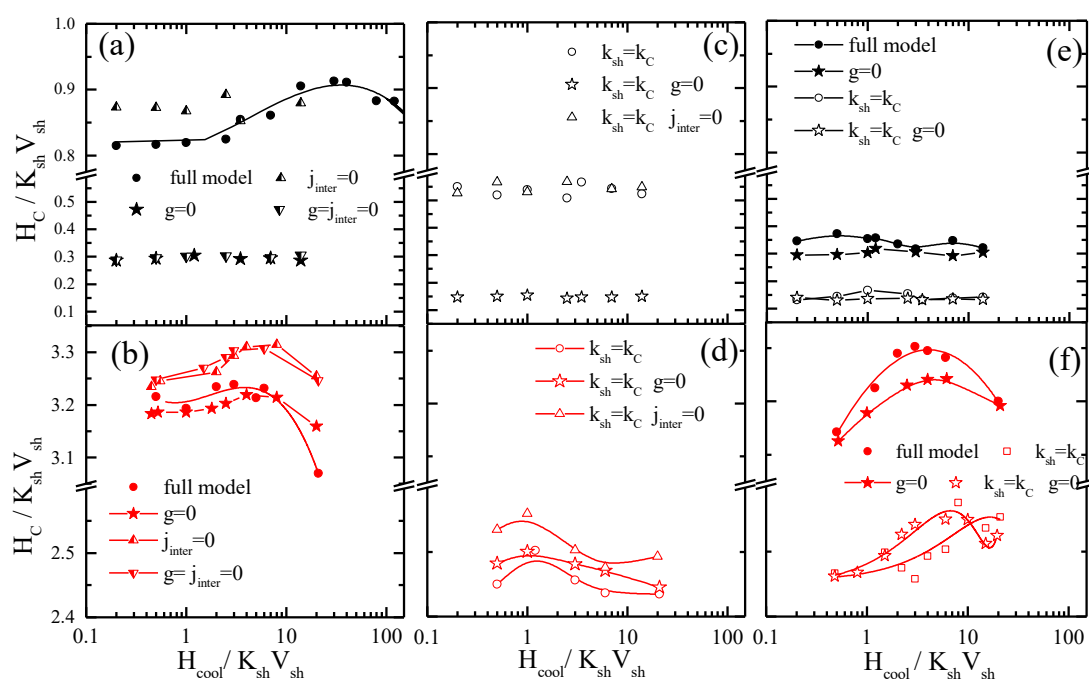 (a)
1.0
0.9
0.8
0.5
0.4
0.3
0.2
0.1
H_C / K_sh V_sh
full model
j_inter=0
g=0
g=j_inter=0
(c)
k_sh=k_C
k_sh=k_C g=0
k_sh=k_C j_inter=0
(e)
full model
g=0
k_sh=k_C
k_sh=k_C g=0
(b)
3.3
3.2
3.1
2.5
2.4
H_C / K_sh V_sh
full model
g=0
j_inter=0
g= j_inter=0
0.1 1 10 100
H_cool / K_sh V_sh
(d)
k_sh=k_C
k_sh=k_C g=0
k_sh=k_C j_inter=0
0.1 1 10 100
H_cool / K_sh V_sh
(f)
full model k_sh=k_C
g=0 k_sh=k_C g=0
0.1 1 10 100
H_cool / K_sh V_sh